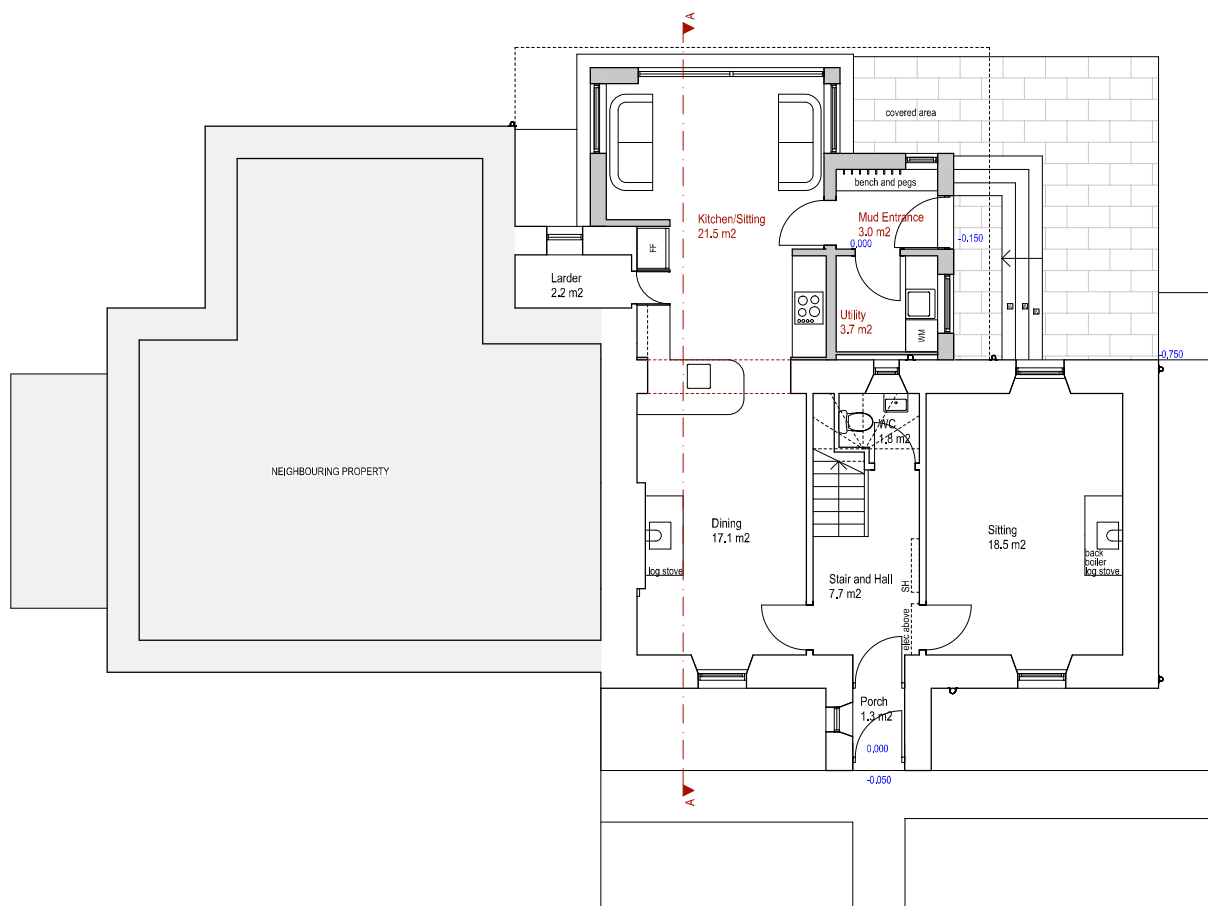 A
covered area
bench and pegs
Kitchen/Sitting
21.5 m2
Mud Entrance
3.0 m2
0.000
-0.150
FF
Larder
2.2 m2
Utility
3.7 m2
WM
-0.750
WC
1.8 m2
NEIGHBOURING PROPERTY
Dining
17.1 m2
Sitting
18.5 m2
log stove
back
boiler
log stove
Stair and Hall
7.7 m2
SH
elec above
Porch
1.3 m2
0.000
-0.050
A